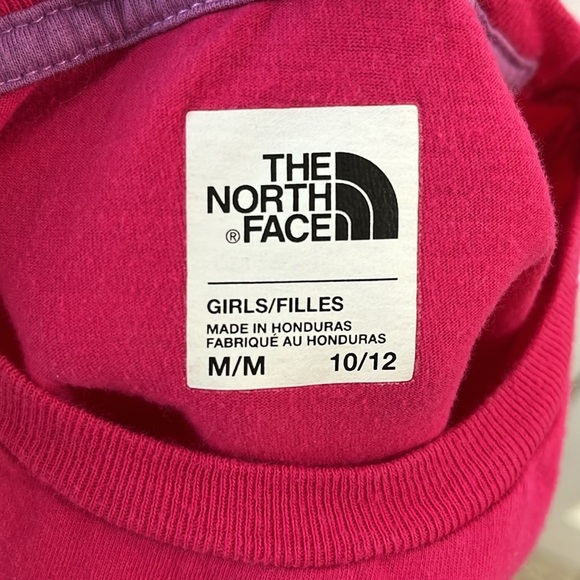 THE
NORTH
® FACE
GIRLS/FILLES
MADE IN HONDURAS
FABRIQUÉ AU HONDURAS
M/M 10/12